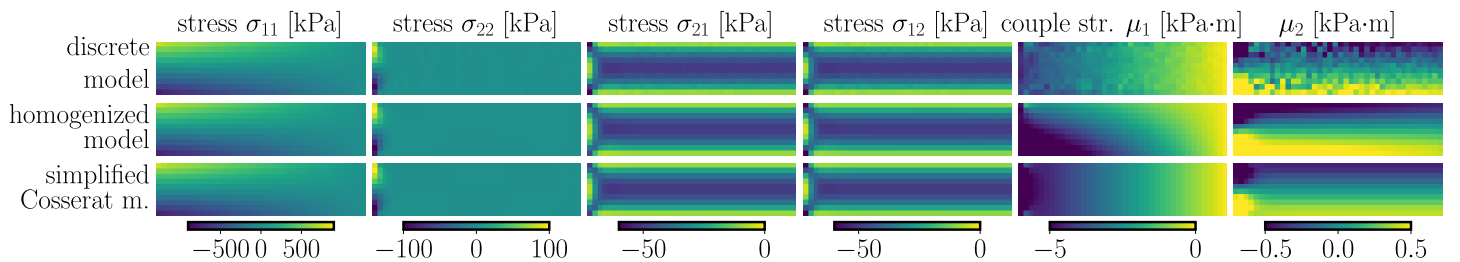 stress σ₁₁ [kPa] stress σ₂₂ [kPa] stress σ₂₁ [kPa] stress σ₁₂ [kPa] couple str. μ₁ [kPa·m] μ₂ [kPa·m]
discrete
model
homogenized
model
simplified
Cosserat m.
−500 0 500 −100 0 100 −50 0 −50 0 −5 0 −0.5 0.0 0.5